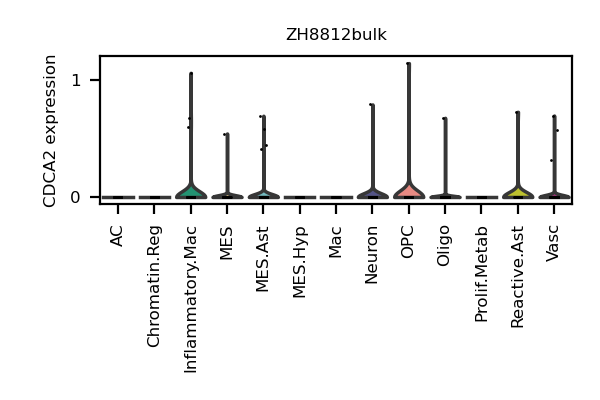 ZH8812bulk
CDCA2 expression
1
0
AC
Chromatin.Reg
Inflammatory.Mac
MES
MES.Ast
MES.Hyp
Mac
Neuron
OPC
Oligo
Prolif.Metab
Reactive.Ast
Vasc